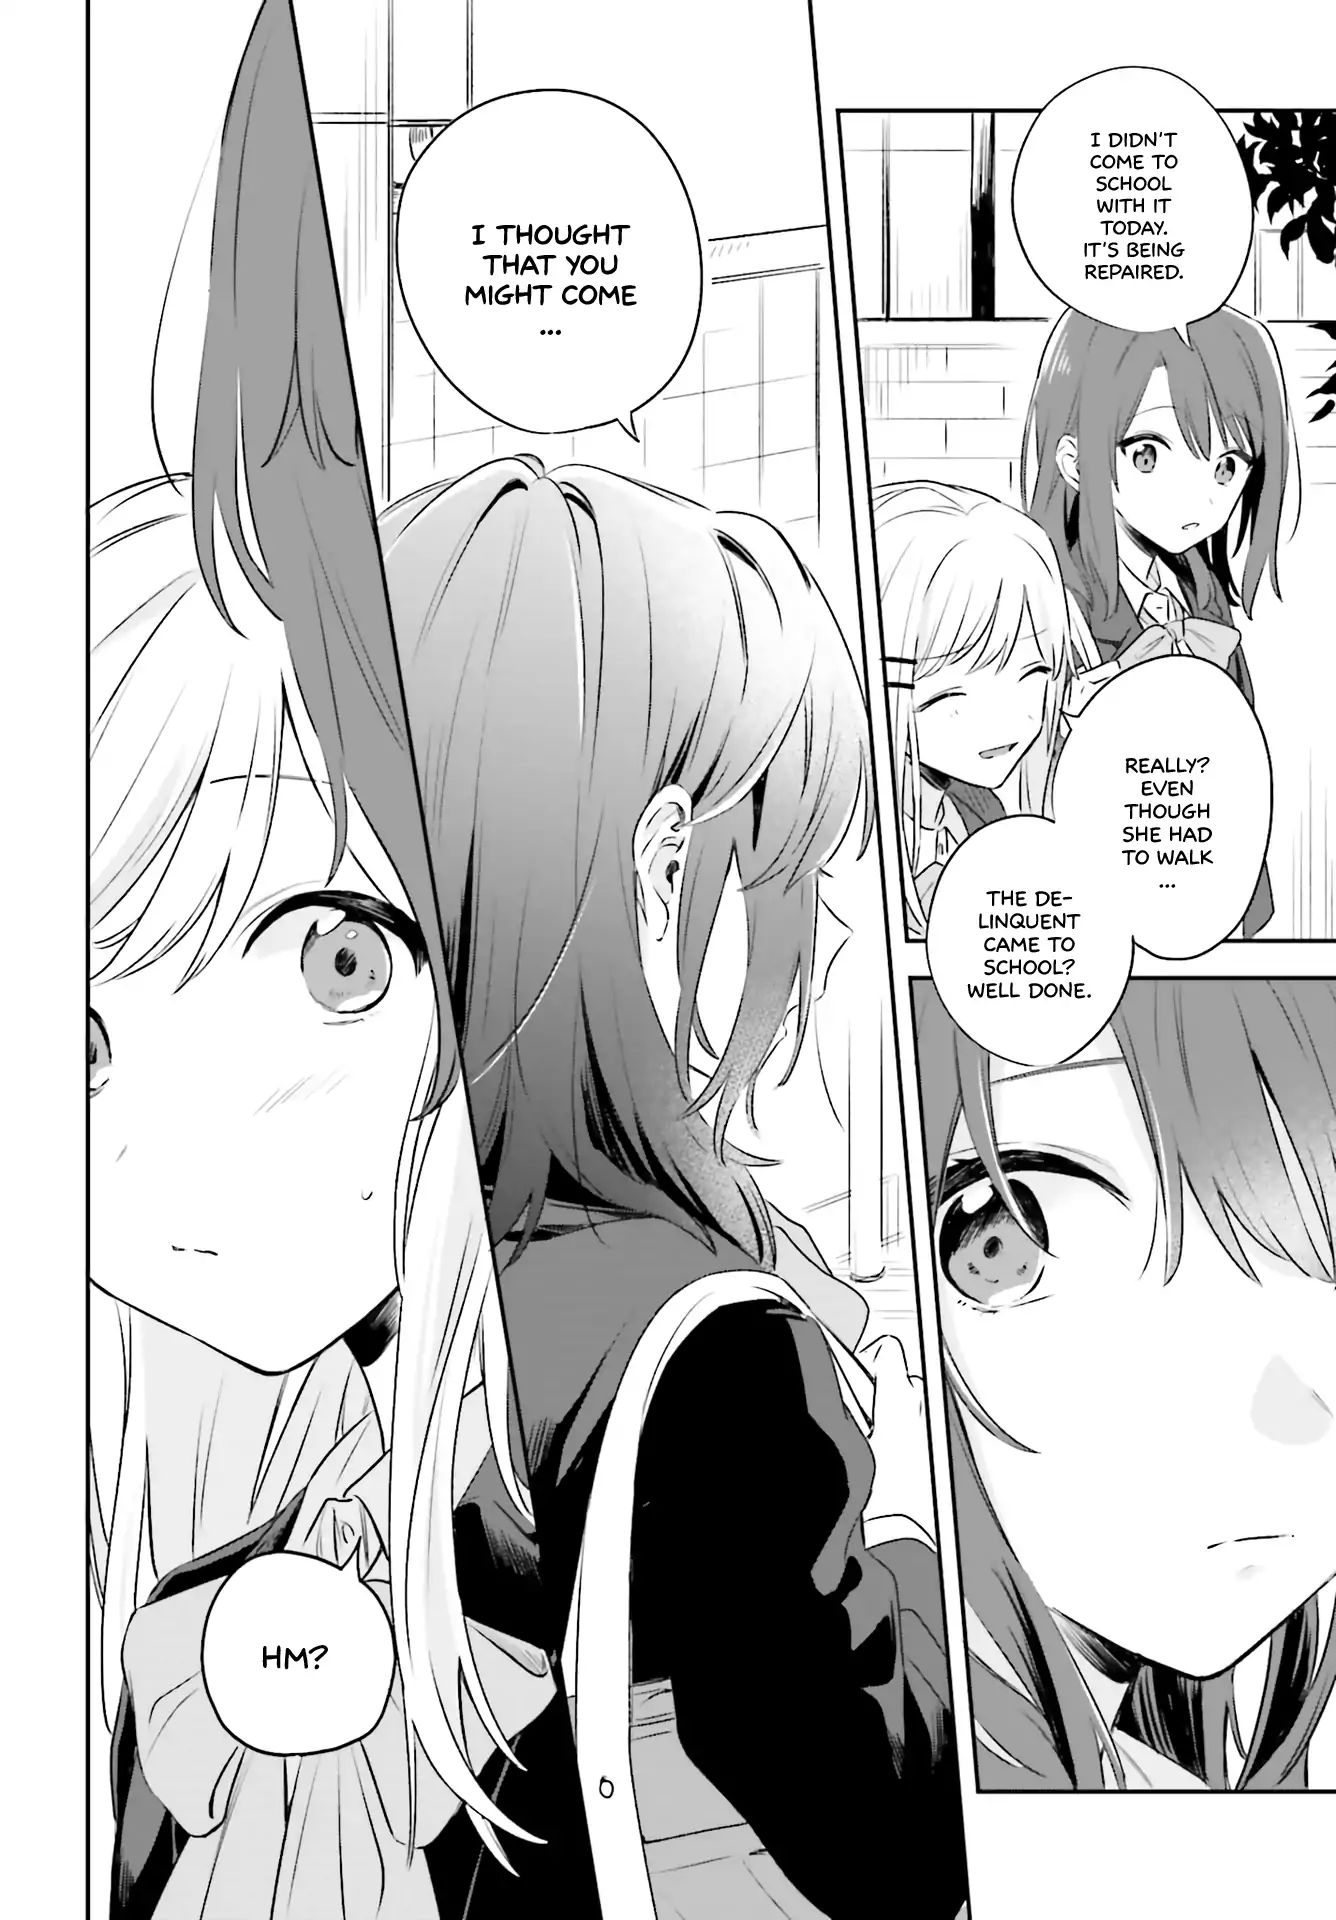 I DIDN'T
COME TO
SCHOOL
WITH IT
TODAY.
IT'S BEING
REPAIRED.
REALLY?
EVEN
THOUGH
SHE HAD
TO WALK
...
THE DE-
LINQUENT
CAME TO
SCHOOL?
WELL DONE.
I THOUGHT
THAT YOU
MIGHT COME
...
HM?